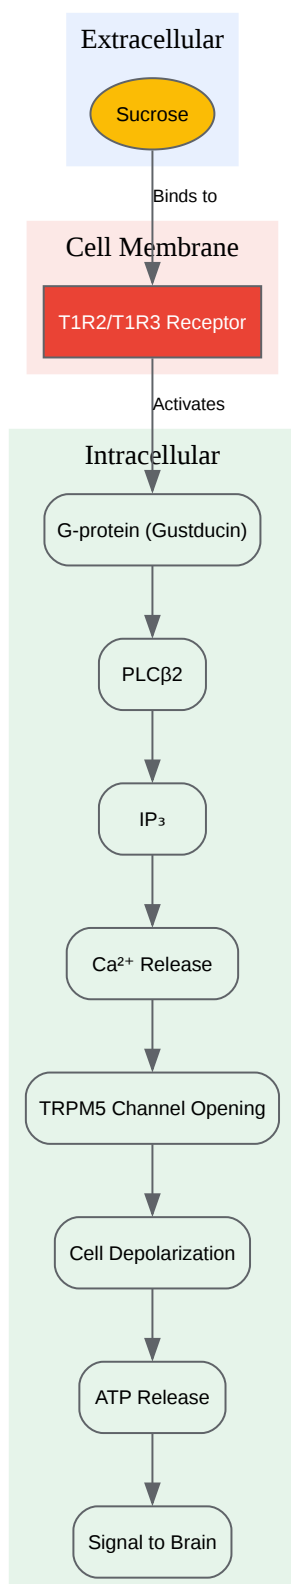 Extracellular
Sucrose
Binds to
Cell Membrane
T1R2/T1R3 Receptor
Activates
Intracellular
G-protein (Gustducin)
PLCβ2
IP₃
Ca²⁺ Release
TRPM5 Channel Opening
Cell Depolarization
ATP Release
Signal to Brain